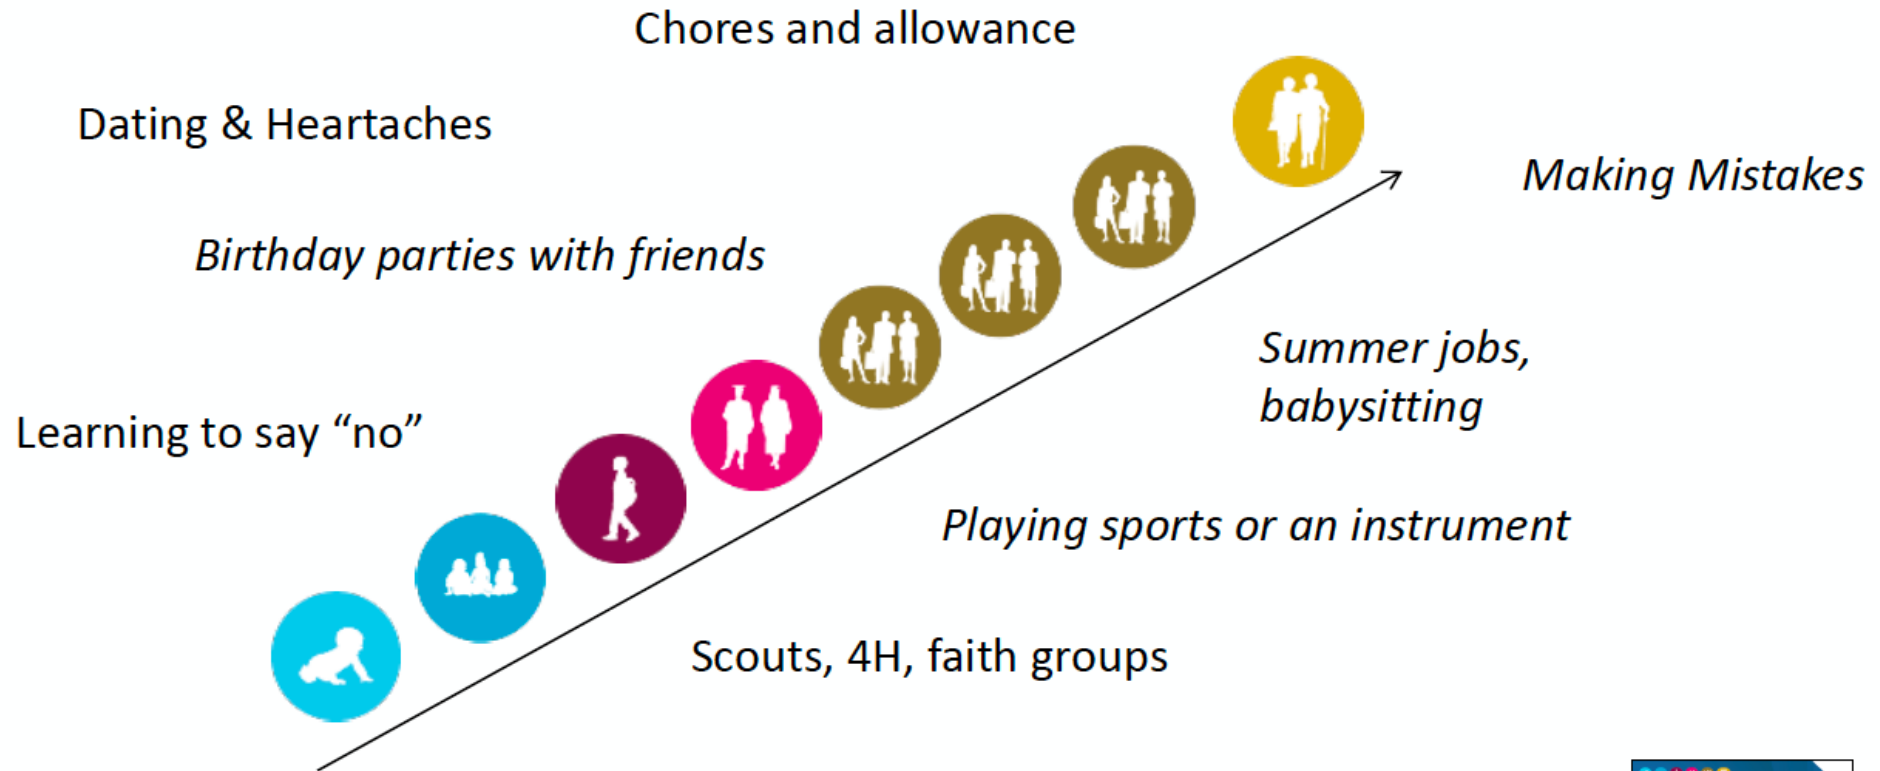 Chores and allowance
Dating & Heartaches
Making Mistakes
Birthday parties with friends
Summer jobs,
babysitting
Learning to say “no”
Playing sports or an instrument
Scouts, 4H, faith groups